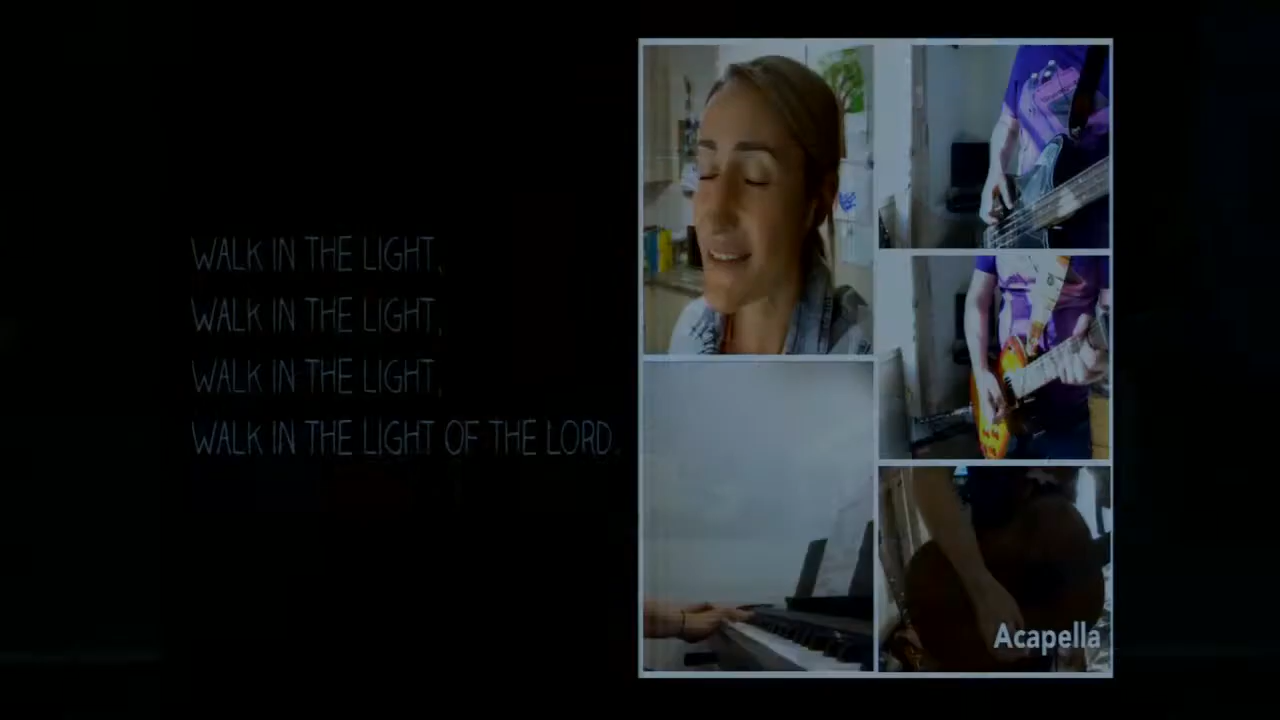 WALK IN THE LIGHT,
WALK IN THE LIGHT,
WALK IN THE LIGHT,
WALK IN THE LIGHT OF THE LORD.
Acapella